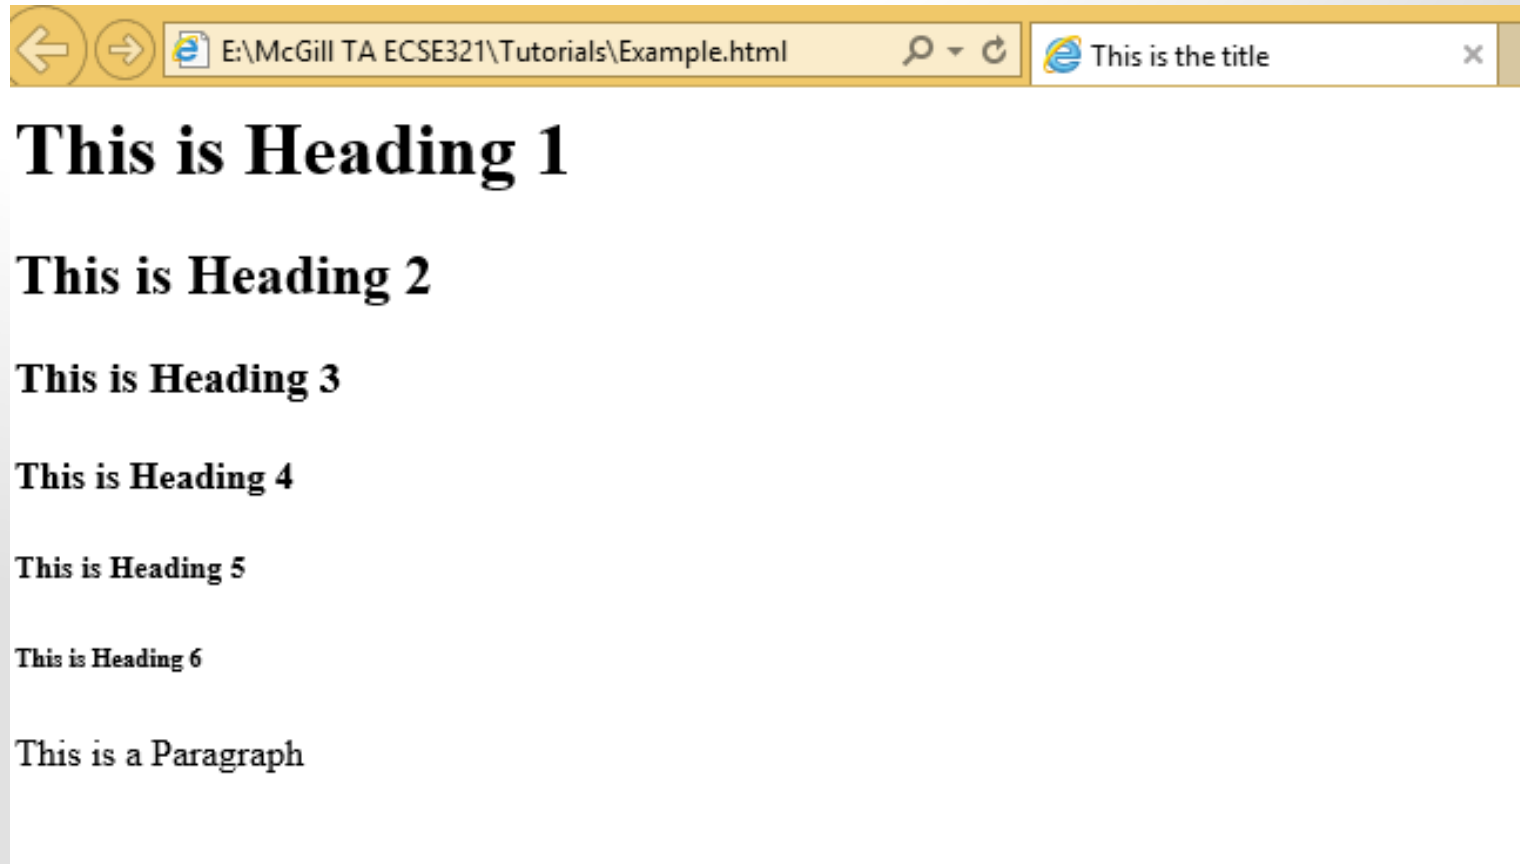 E:\McGill TA ECSE321\Tutorials\Example.html
This is the title
This is Heading 1
This is Heading 2
This is Heading 3
This is Heading 4
This is Heading 5
This is Heading 6
This is a Paragraph